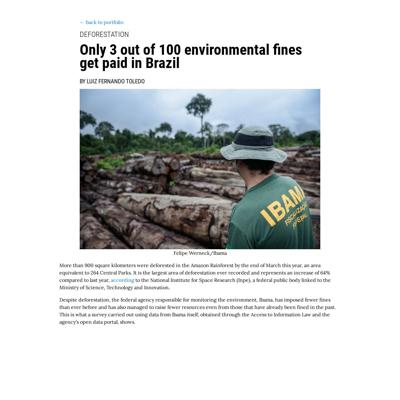 ← back to portfolio
DEFORESTATION
Only 3 out of 100 environmental fines
get paid in Brazil
BY LUIZ FERNANDO TOLEDO
IBAMA
FISCALIZAÇÃO
FEDERAL
Felipe Werneck/Ibama
More than 900 square kilometers were deforested in the Amazon Rainforest by the end of March this year, an area
equivalent to 264 Central Parks. It is the largest area of deforestation ever recorded and represents an increase of 64%
compared to last year, according to the National Institute for Space Research (Inpe), a federal public body linked to the
Ministry of Science, Technology and Innovation.
Despite deforestation, the federal agency responsible for monitoring the environment, Ibama, has imposed fewer fines
than ever before and has also managed to raise fewer resources even from those that have already been fined in the past.
This is what a survey carried out using data from Ibama itself, obtained through the Access to Information Law and the
agency's open data portal, shows.